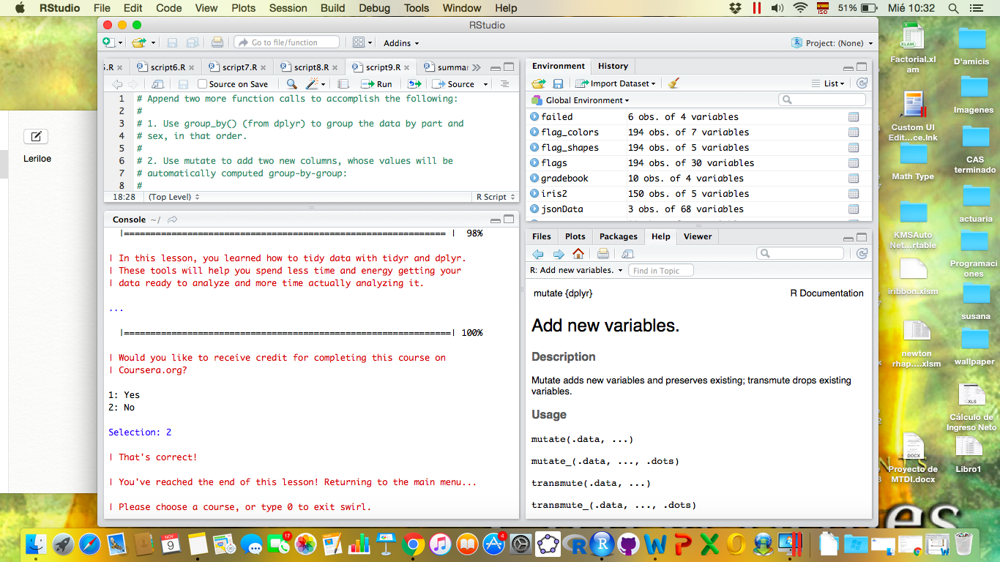 RStudio File Edit Code View Plots Session Build Debug Tools Window Help ISO 51% Mié 10:32
RStudio
Go to file/function Addins Project: (None)
.R script6.R script7.R script8.R script9.R summar
Source on Save Run Source
1 # Append two more function calls to accomplish the following:
2 #
3 # 1. Use group_by() (from dplyr) to group the data by part and
4 # sex, in that order.
5 #
6 # 2. Use mutate to add two new columns, whose values will be
7 # automatically computed group-by-group:
8 #
18:28 (Top Level) R Script
Console ~/
|============================================================ | 98%
| In this lesson, you learned how to tidy data with tidyr and dplyr.
| These tools will help you spend less time and energy getting your
| data ready to analyze and more time actually analyzing it.
...
|==============================================================| 100%
| Would you like to receive credit for completing this course on
| Coursera.org?
1: Yes
2: No
Selection: 2
| That's correct!
| You've reached the end of this lesson! Returning to the main menu...
| Please choose a course, or type 0 to exit swirl.
Environment History
Import Dataset List
Global Environment
failed 6 obs. of 4 variables
flag_colors 194 obs. of 7 variables
flag_shapes 194 obs. of 5 variables
flags 194 obs. of 30 variables
gradebook 10 obs. of 4 variables
iris2 150 obs. of 5 variables
jsonData 3 obs. of 68 variables
Files Plots Packages Help Viewer
R: Add new variables. Find in Topic
mutate {dplyr} R Documentation
Add new variables.
Description
Mutate adds new variables and preserves existing; transmute drops existing
variables.
Usage
mutate(.data, ...)
mutate_(.data, ..., .dots)
transmute(.data, ...)
transmute_(.data, ..., .dots)
Leriloe
XLAM
Factorial.xl
am
D'amicis
Custom UI
Edit...ce.lnk
Imagenes
Math Type
CAS
terminado
KMSAuto
Net...rtable
actuaria
iribbon.xlsm
Programaci
ones
susana
newton
rhap....xlsm
wallpaper
XLS
Cálculo de
Ingreso Neto
DOCX
Proyecto de
MTDI.docx
Libro1
NOV
9
17
4